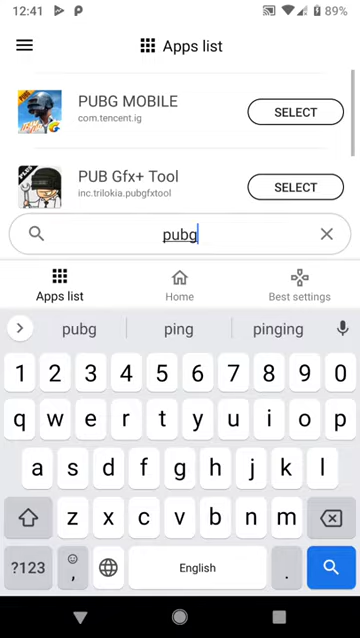 12:41
89%
Apps list
PUBG MOBILE
com.tencent.ig
SELECT
PUB Gfx+ Tool
inc.trilokia.pubgfxtool
SELECT
pubg
Apps list
Home
Best settings
pubg
ping
pinging
1 2 3 4 5 6 7 8 9 0
q w e r t y u i o p
a s d f g h j k l
z x c v b n m
?123
,
English
.